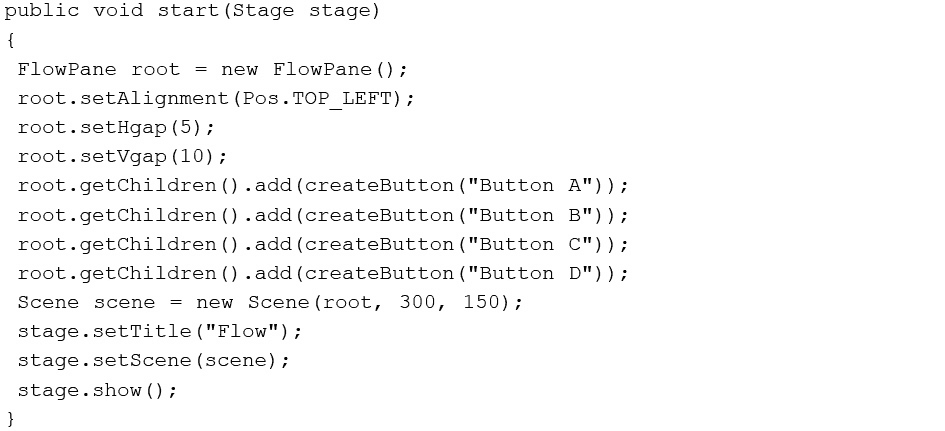 public void start(Stage stage)
{
 FlowPane root = new FlowPane();
 root.setAlignment(Pos.TOP_LEFT);
 root.setHgap(5);
 root.setVgap(10);
 root.getChildren().add(createButton("Button A"));
 root.getChildren().add(createButton("Button B"));
 root.getChildren().add(createButton("Button C"));
 root.getChildren().add(createButton("Button D"));
 Scene scene = new Scene(root, 300, 150);
 stage.setTitle("Flow");
 stage.setScene(scene);
 stage.show();
}